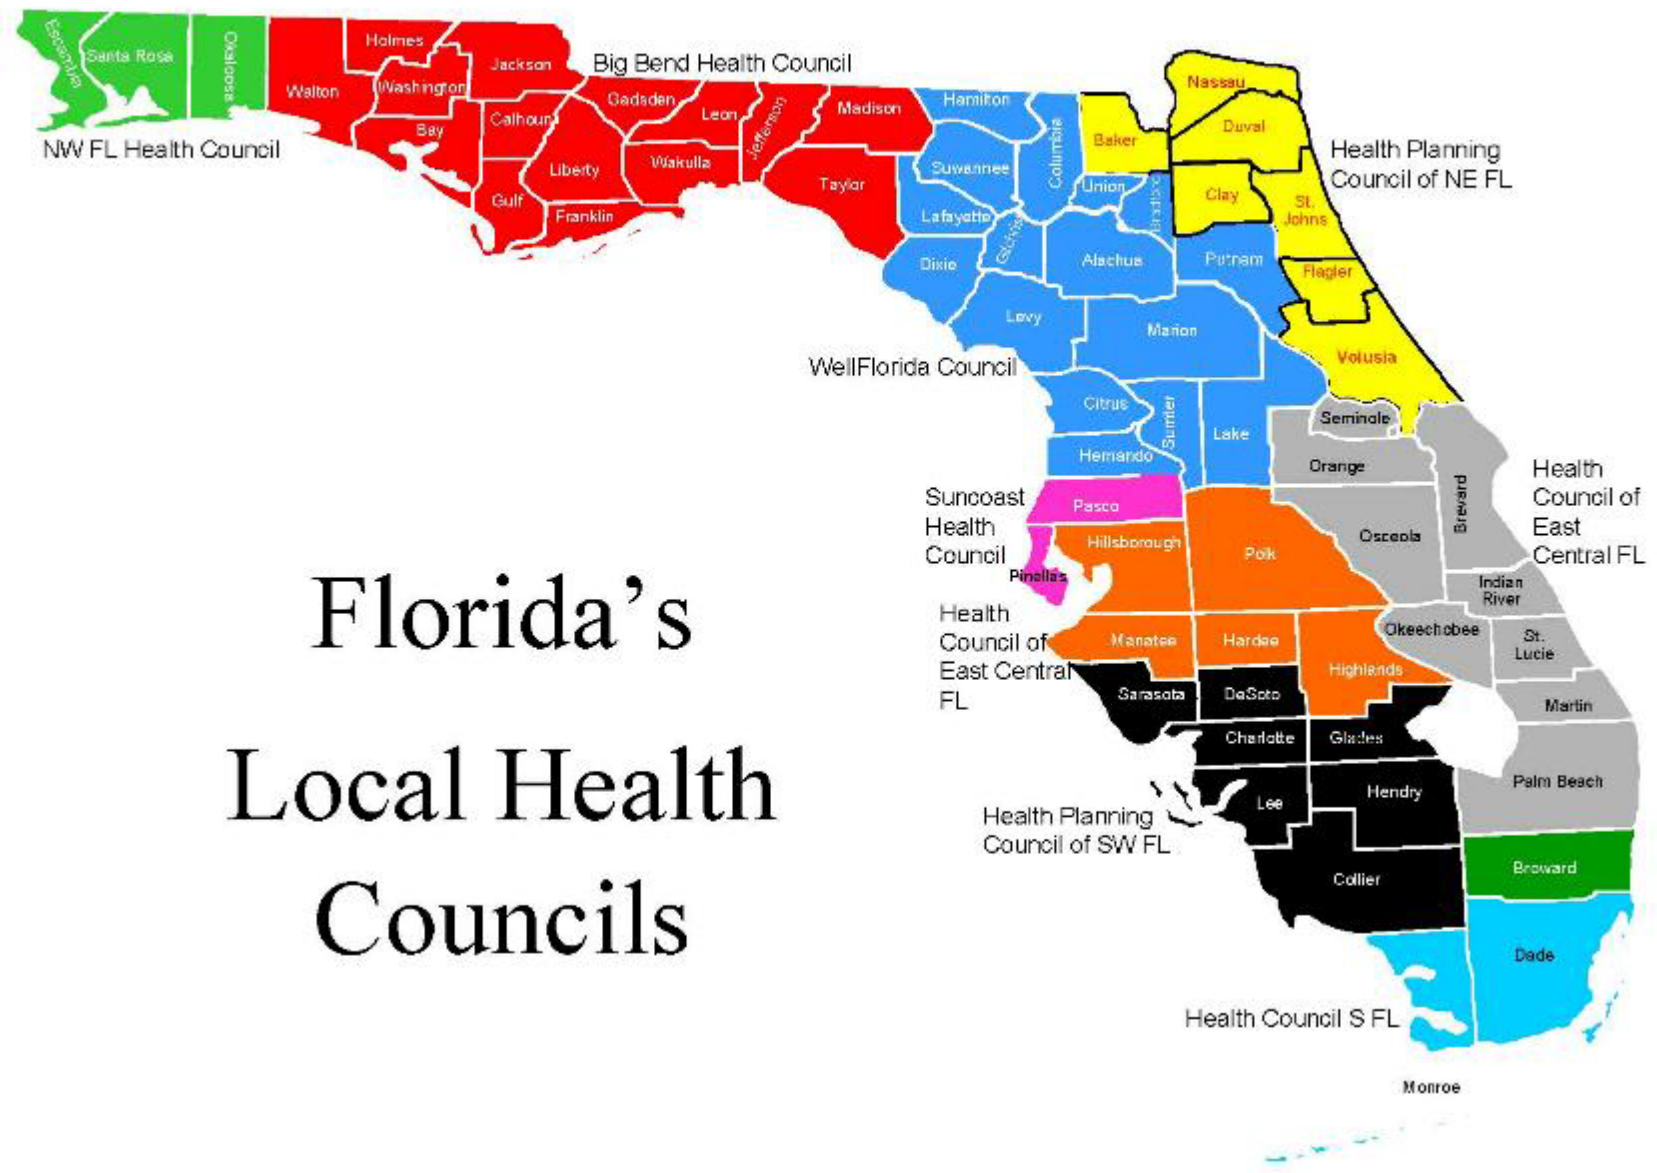 Escambia
Santa Rosa
Okaloosa
Walton
Holmes
Washington
Jackson
Bay
Calhoun
Gulf
Liberty
Franklin
Gadsden
Leon
Wakulla
Jefferson
Madison
Taylor
Big Bend Health Council
NW FL Health Council
Hamilton
Suwannee
Columbia
Lafayette
Dixie
Gilchrist
Union
Bradford
Alachua
Putnam
Levy
Marion
Citrus
Sumter
Lake
Hernando
WellFlorida Council
Nassau
Baker
Duval
Clay
St.
Johns
Flagler
Volusia
Health Planning
Council of NE FL
Seminole
Orange
Brevard
Osceola
Indian
River
Okeechobee
St.
Lucie
Martin
Palm Beach
Health
Council of
East
Central FL
Pasco
Pinellas
Suncoast
Health
Council
Hillsborough
Polk
Manatee
Hardee
Highlands
Health
Council of
East Central
FL
Sarasota
DeSoto
Charlotte
Glades
Lee
Hendry
Collier
Health Planning
Council of SW FL
Broward
Dade
Health Council S FL
Monroe
Florida's
Local Health
Councils